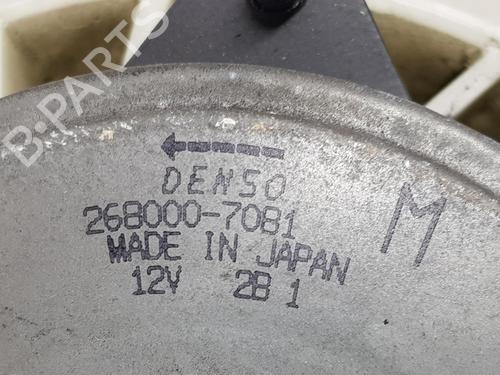 B-PARTS
DENSO
268000-7081
M
MADE IN JAPAN
12V 2B 1